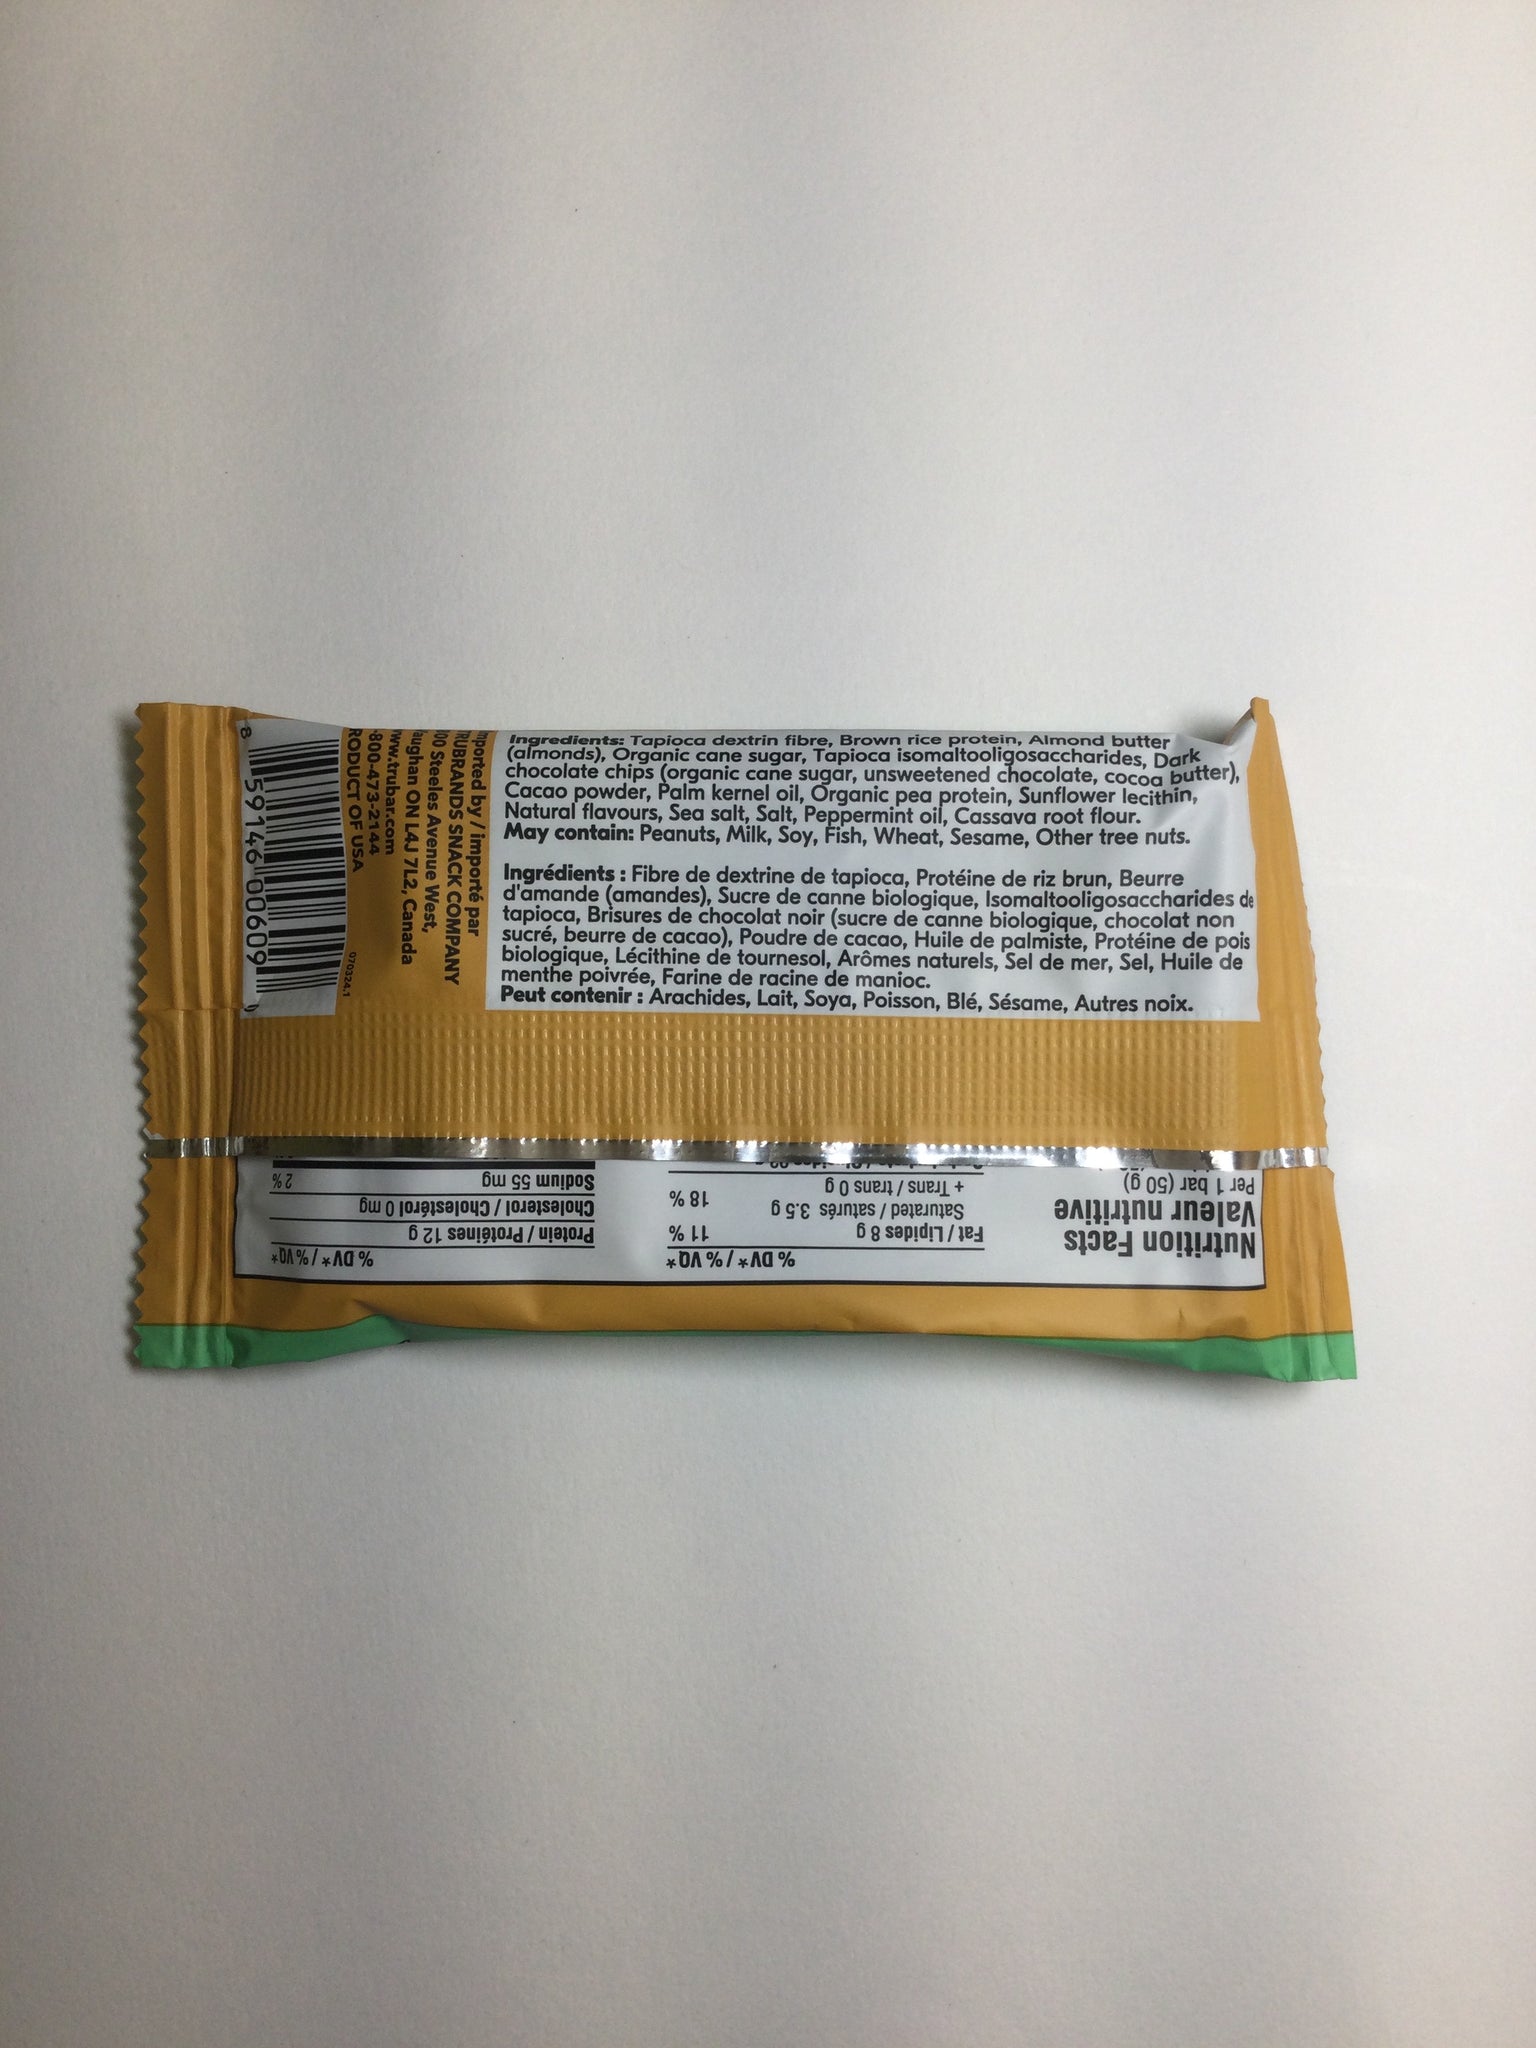 Ingredients: Tapioca dextrin fibre, Brown rice protein, Almond butter
(almonds), Organic cane sugar, Tapioca isomaltooligosaccharides, Dark
chocolate chips (organic cane sugar, unsweetened chocolate, cocoa butter),
Cacao powder, Palm kernel oil, Organic pea protein, Sunflower lecithin,
Natural flavours, Sea salt, Salt, Peppermint oil, Cassava root flour.
May contain: Peanuts, Milk, Soy, Fish, Wheat, Sesame, Other tree nuts.
Ingrédients : Fibre de dextrine de tapioca, Protéine de riz brun, Beurre
d'amande (amandes), Sucre de canne biologique, Isomaltooligosaccharides de
tapioca, Brisures de chocolat noir (sucre de canne biologique, chocolat non
sucré, beurre de cacao), Poudre de cacao, Huile de palmiste, Protéine de pois
biologique, Lécithine de tournesol, Arômes naturels, Sel de mer, Sel, Huile de
menthe poivrée, Farine de racine de manioc.
Peut contenir : Arachides, Lait, Soya, Poisson, Blé, Sésame, Autres noix.
mported by / importé par
RUBRANDS SNACK COMPANY
00 Steeles Avenue West,
aughan ON L4J 7L2, Canada
www.trubar.com
-800-473-2144
RODUCT OF USA
070324.1
8 59146 00609
Nutrition Facts
Valeur nutritive
Per 1 bar (50 g)
% DV* / % VQ*
Fat / Lipides 8 g 11 %
Saturated / saturés 3.5 g
+ Trans / trans 0 g 18 %
% DV* / % VQ*
Protein / Protéines 12 g
Cholesterol / Cholestérol 0 mg
Sodium 55 mg 2 %